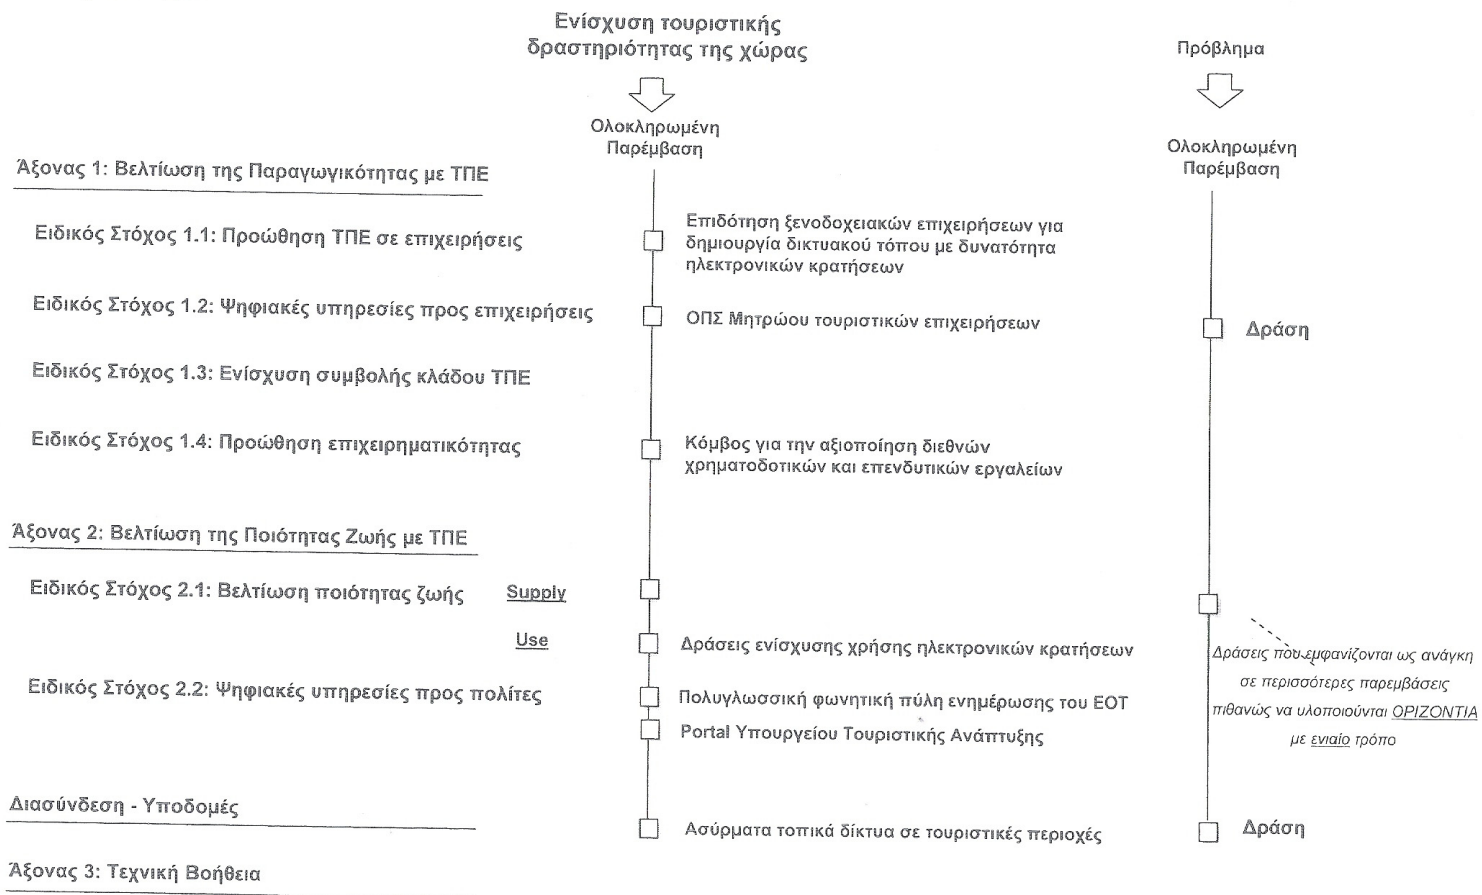 Ενίσχυση τουριστικής
δραστηριότητας της χώρας
Ολοκληρωμένη
Παρέμβαση
Πρόβλημα
Ολοκληρωμένη
Παρέμβαση
Άξονας 1: Βελτίωση της Παραγωγικότητας με ΤΠΕ
Ειδικός Στόχος 1.1: Προώθηση ΤΠΕ σε επιχειρήσεις
Επιδότηση ξενοδοχειακών επιχειρήσεων για
δημιουργία δικτυακού τόπου με δυνατότητα
ηλεκτρονικών κρατήσεων
Ειδικός Στόχος 1.2: Ψηφιακές υπηρεσίες προς επιχειρήσεις
ΟΠΣ Μητρώου τουριστικών επιχειρήσεων
Δράση
Ειδικός Στόχος 1.3: Ενίσχυση συμβολής κλάδου ΤΠΕ
Ειδικός Στόχος 1.4: Προώθηση επιχειρηματικότητας
Κόμβος για την αξιοποίηση διεθνών
χρηματοδοτικών και επενδυτικών εργαλείων
Άξονας 2: Βελτίωση της Ποιότητας Ζωής με ΤΠΕ
Ειδικός Στόχος 2.1: Βελτίωση ποιότητας ζωής
Supply
Use
Δράσεις ενίσχυσης χρήσης ηλεκτρονικών κρατήσεων
Ειδικός Στόχος 2.2: Ψηφιακές υπηρεσίες προς πολίτες
Πολυγλωσσική φωνητική πύλη ενημέρωσης του ΕΟΤ
Portal Υπουργείου Τουριστικής Ανάπτυξης
Δράσεις που εμφανίζονται ως ανάγκη
σε περισσότερες παρεμβάσεις
πιθανώς να υλοποιούνται ΟΡΙΖΟΝΤΙΑ
με ενιαίο τρόπο
Διασύνδεση - Υποδομές
Ασύρματα τοπικά δίκτυα σε τουριστικές περιοχές
Δράση
Άξονας 3: Τεχνική Βοήθεια